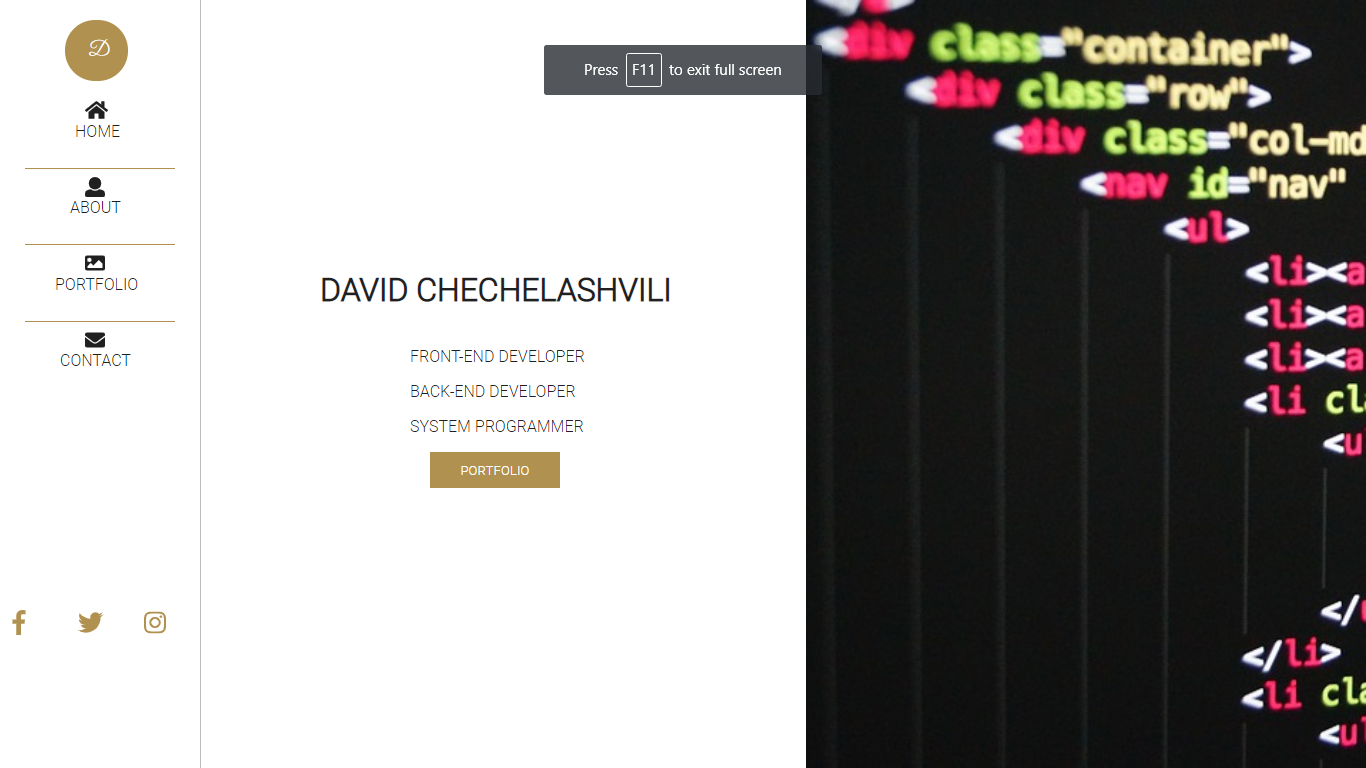 D
HOME
ABOUT
PORTFOLIO
CONTACT
Press F11 to exit full screen
DAVID CHECHELASHVILI
FRONT-END DEVELOPER
BACK-END DEVELOPER
SYSTEM PROGRAMMER
PORTFOLIO
<div class="container">
<div class="row">
<div class="col-md
<nav id="nav"
<ul>
<li><a
<li><a
<li><a
<li cla
<u
</u
</li>
<li cla
<ul